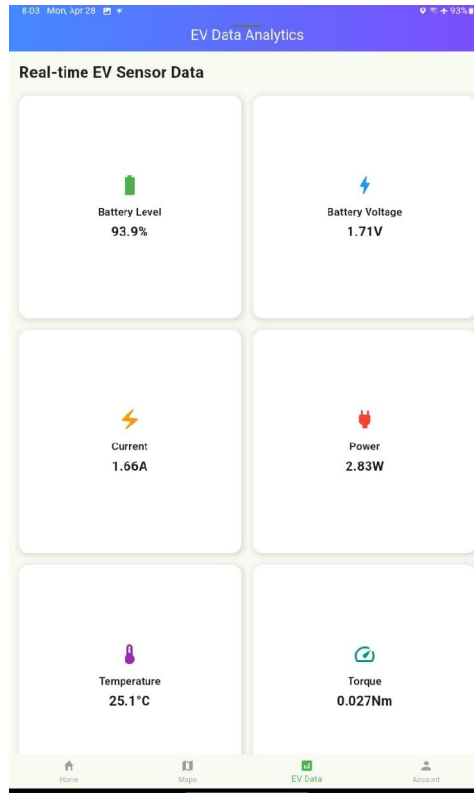 8:03 Mon, Apr 28 93%
EV Data Analytics
Real-time EV Sensor Data
Battery Level
93.9%
Battery Voltage
1.71V
Current
1.66A
Power
2.83W
Temperature
25.1°C
Torque
0.027Nm
Home
Maps
EV Data
Account